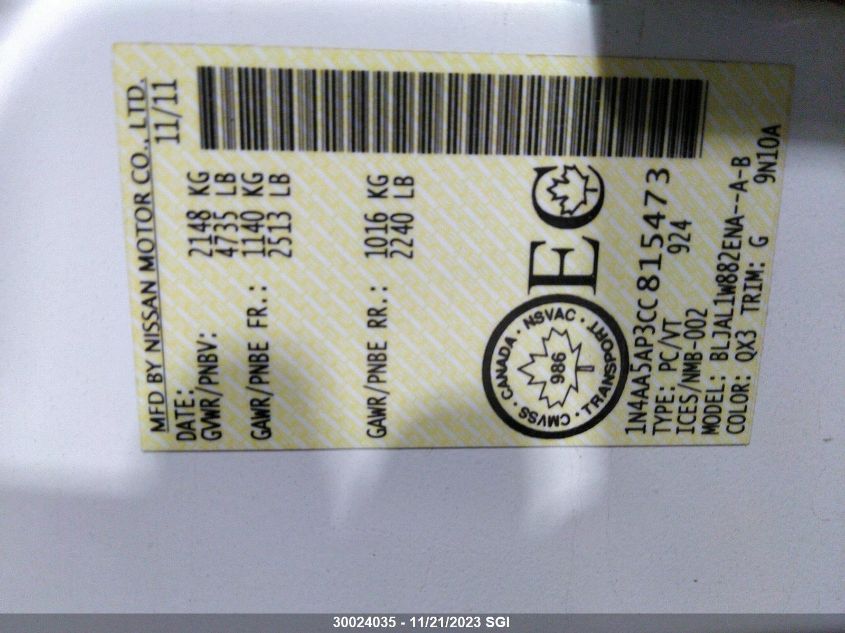 MFD BY NISSAN MOTOR CO., LTD.
DATE: 11/11
GVWR/PNBV: 2148 KG
4735 LB
GAWR/PNBE FR.: 1140 KG
2513 LB
GAWR/PNBE RR.: 1016 KG
2240 LB
CANADA · NSVAC · TRANSPORT · CMVSS ·
986
EC
1N4AA5AP3CC815473
TYPE: PC/VT 924
ICES/NMB-002
MODEL: BLJAL1W882ENA--A-B
COLOR: QX3 TRIM: G 9N10A
30024035 - 11/21/2023 SGI